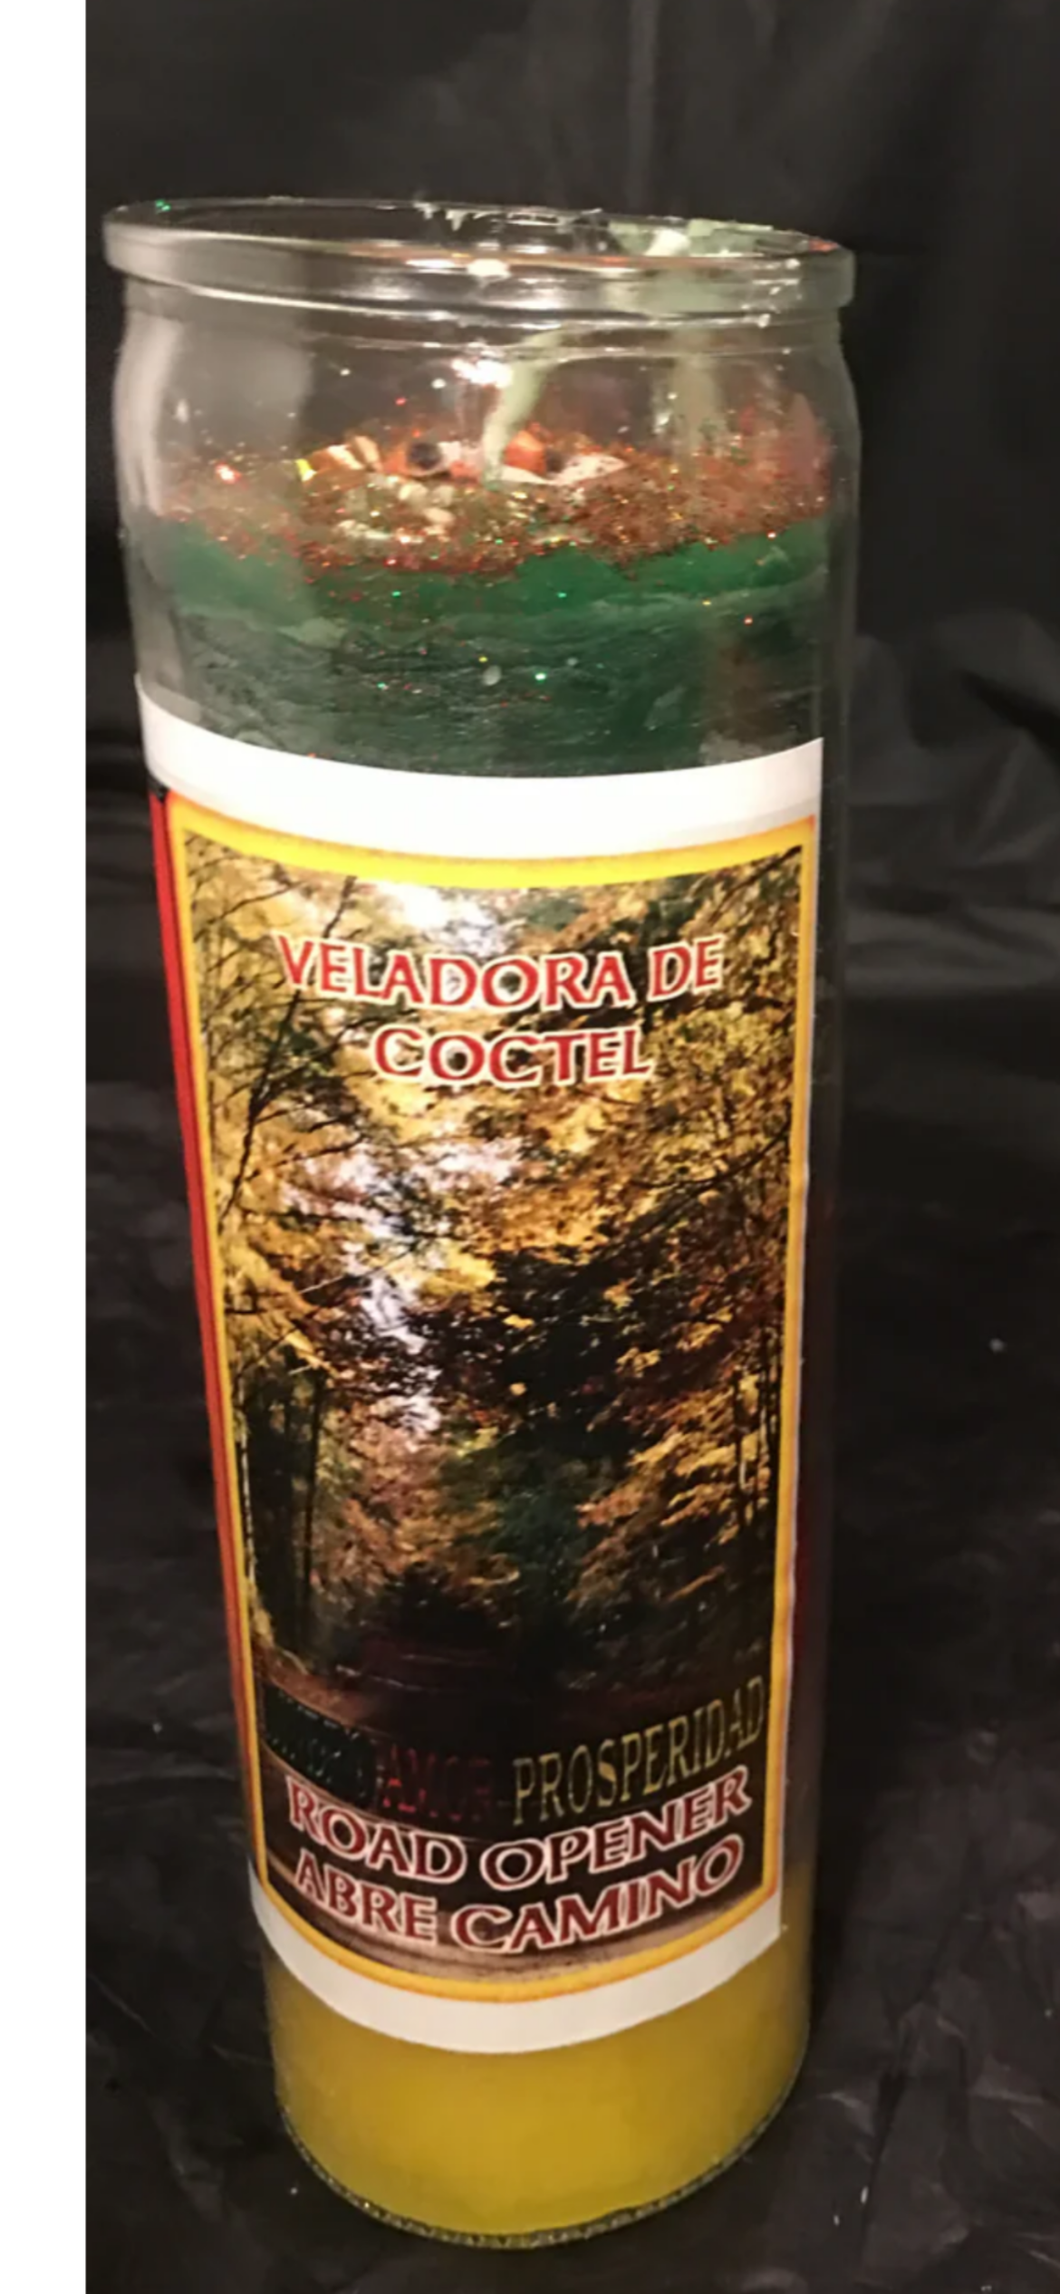 VELADORA DE
COCTEL
AMOR-PROSPERIDAD
ROAD OPENER
ABRE CAMINO